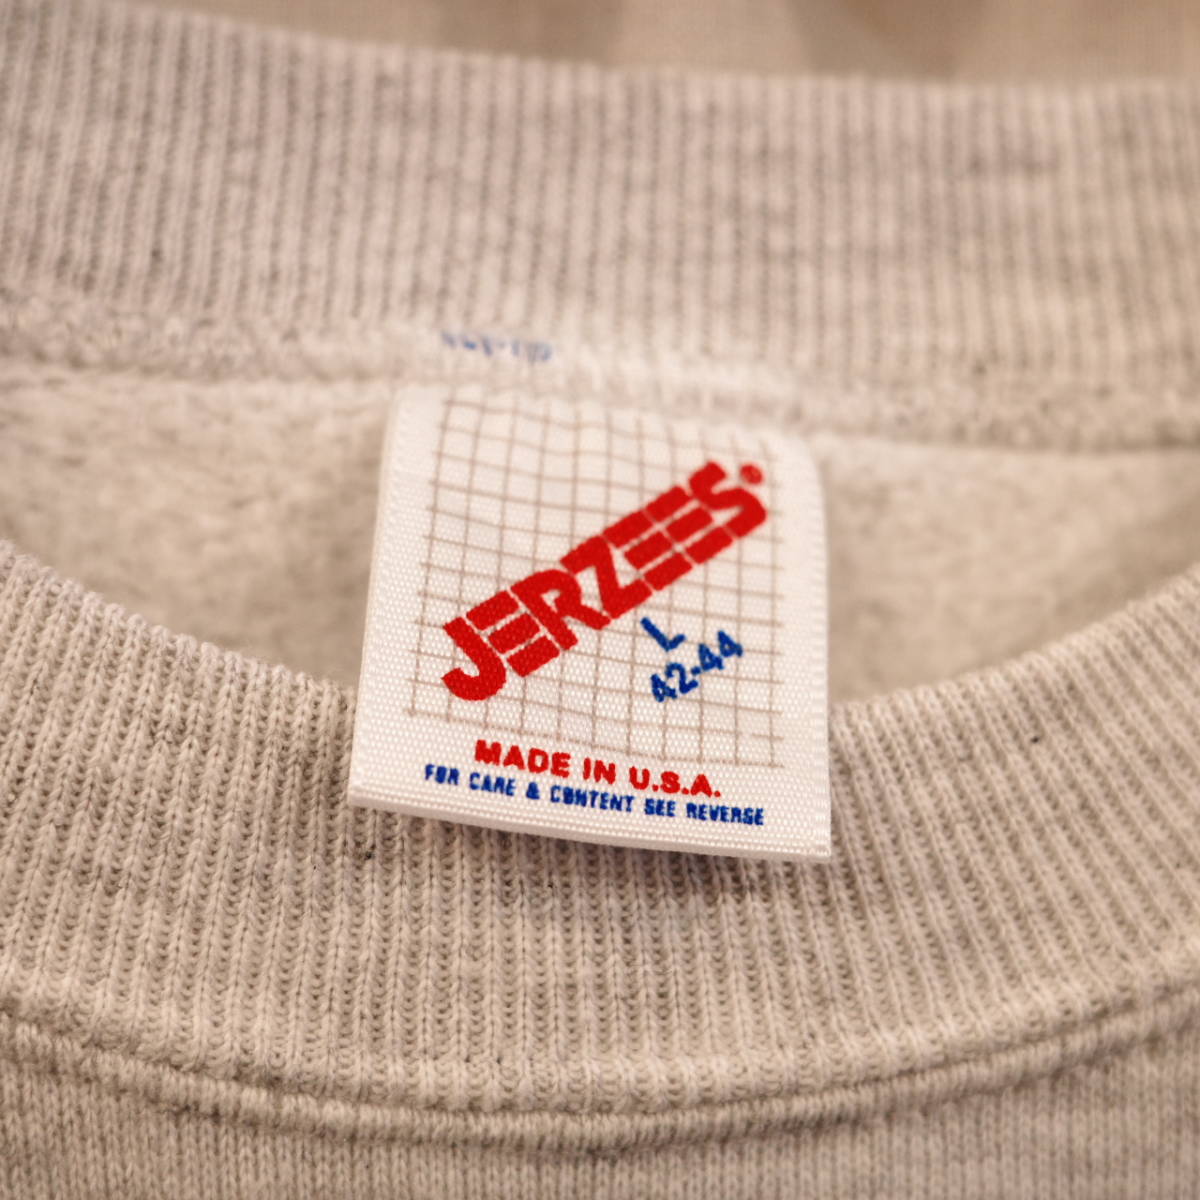 JERZEES®
L
42-44
MADE IN U.S.A.
FOR CARE & CONTENT SEE REVERSE